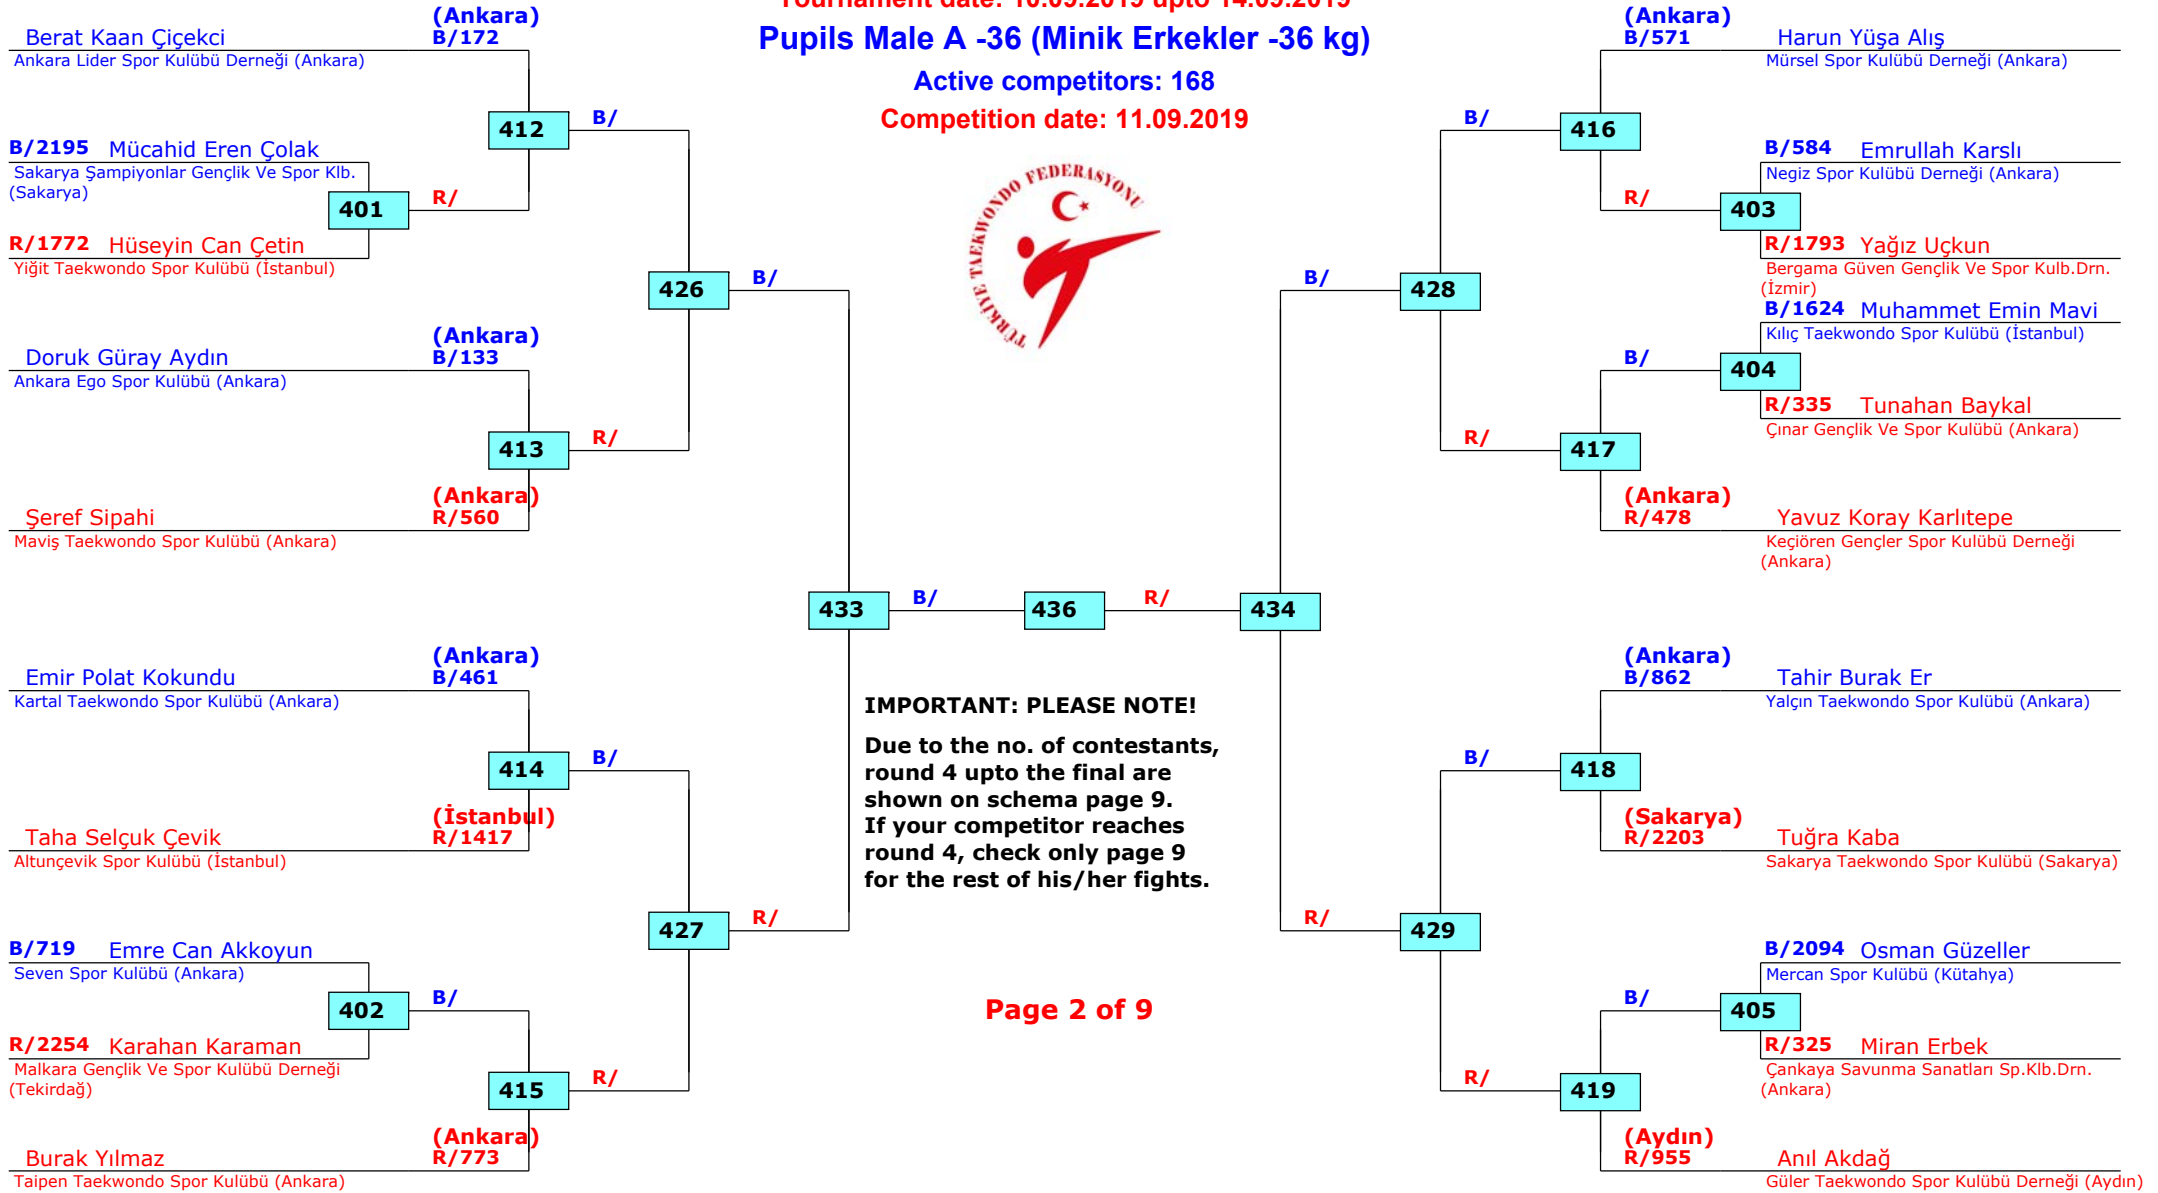 Tournament date: 10.09.2019 upto 14.09.2019
Pupils Male A -36 (Minik Erkekler -36 kg)
Active competitors: 168
Competition date: 11.09.2019
TÜRKİYE TAEKWONDO FEDERASYONU
(Ankara)
Berat Kaan Çiçekci B/172
Ankara Lider Spor Kulübü Derneği (Ankara)
412 B/
B/2195 Mücahid Eren Çolak
Sakarya Şampiyonlar Gençlik Ve Spor Klb.
(Sakarya)
401 R/
R/1772 Hüseyin Can Çetin
Yiğit Taekwondo Spor Kulübü (İstanbul)
426 B/
(Ankara)
Doruk Güray Aydın B/133
Ankara Ego Spor Kulübü (Ankara)
413 R/
(Ankara)
Şeref Sipahi R/560
Maviş Taekwondo Spor Kulübü (Ankara)
433 B/ 436 R/ 434
(Ankara)
Emir Polat Kokundu B/461
Kartal Taekwondo Spor Kulübü (Ankara)
414 B/
(İstanbul)
Taha Selçuk Çevik R/1417
Altunçevik Spor Kulübü (İstanbul)
427 R/
B/719 Emre Can Akkoyun
Seven Spor Kulübü (Ankara)
402 B/
R/2254 Karahan Karaman
Malkara Gençlik Ve Spor Kulübü Derneği
(Tekirdağ)
415 R/
(Ankara)
Burak Yılmaz R/773
Taipen Taekwondo Spor Kulübü (Ankara)
IMPORTANT: PLEASE NOTE!
Due to the no. of contestants,
round 4 upto the final are
shown on schema page 9.
If your competitor reaches
round 4, check only page 9
for the rest of his/her fights.
Page 2 of 9
(Ankara)
B/571 Harun Yüşa Alış
Mürsel Spor Kulübü Derneği (Ankara)
B/ 416
B/584 Emrullah Karslı
Negiz Spor Kulübü Derneği (Ankara)
R/ 403
R/1793 Yağız Uçkun
Bergama Güven Gençlik Ve Spor Kulb.Drn.
(İzmir)
B/ 428
B/1624 Muhammet Emin Mavi
Kılıç Taekwondo Spor Kulübü (İstanbul)
B/ 404
R/335 Tunahan Baykal
Çınar Gençlik Ve Spor Kulübü (Ankara)
R/ 417
(Ankara)
R/478 Yavuz Koray Karlıtepe
Keçiören Gençler Spor Kulübü Derneği
(Ankara)
(Ankara)
B/862 Tahir Burak Er
Yalçın Taekwondo Spor Kulübü (Ankara)
B/ 418
(Sakarya)
R/2203 Tuğra Kaba
Sakarya Taekwondo Spor Kulübü (Sakarya)
R/ 429
B/2094 Osman Güzeller
Mercan Spor Kulübü (Kütahya)
B/ 405
R/325 Miran Erbek
Çankaya Savunma Sanatları Sp.Klb.Drn.
(Ankara)
R/ 419
(Aydın)
R/955 Anıl Akdağ
Güler Taekwondo Spor Kulübü Derneği (Aydın)